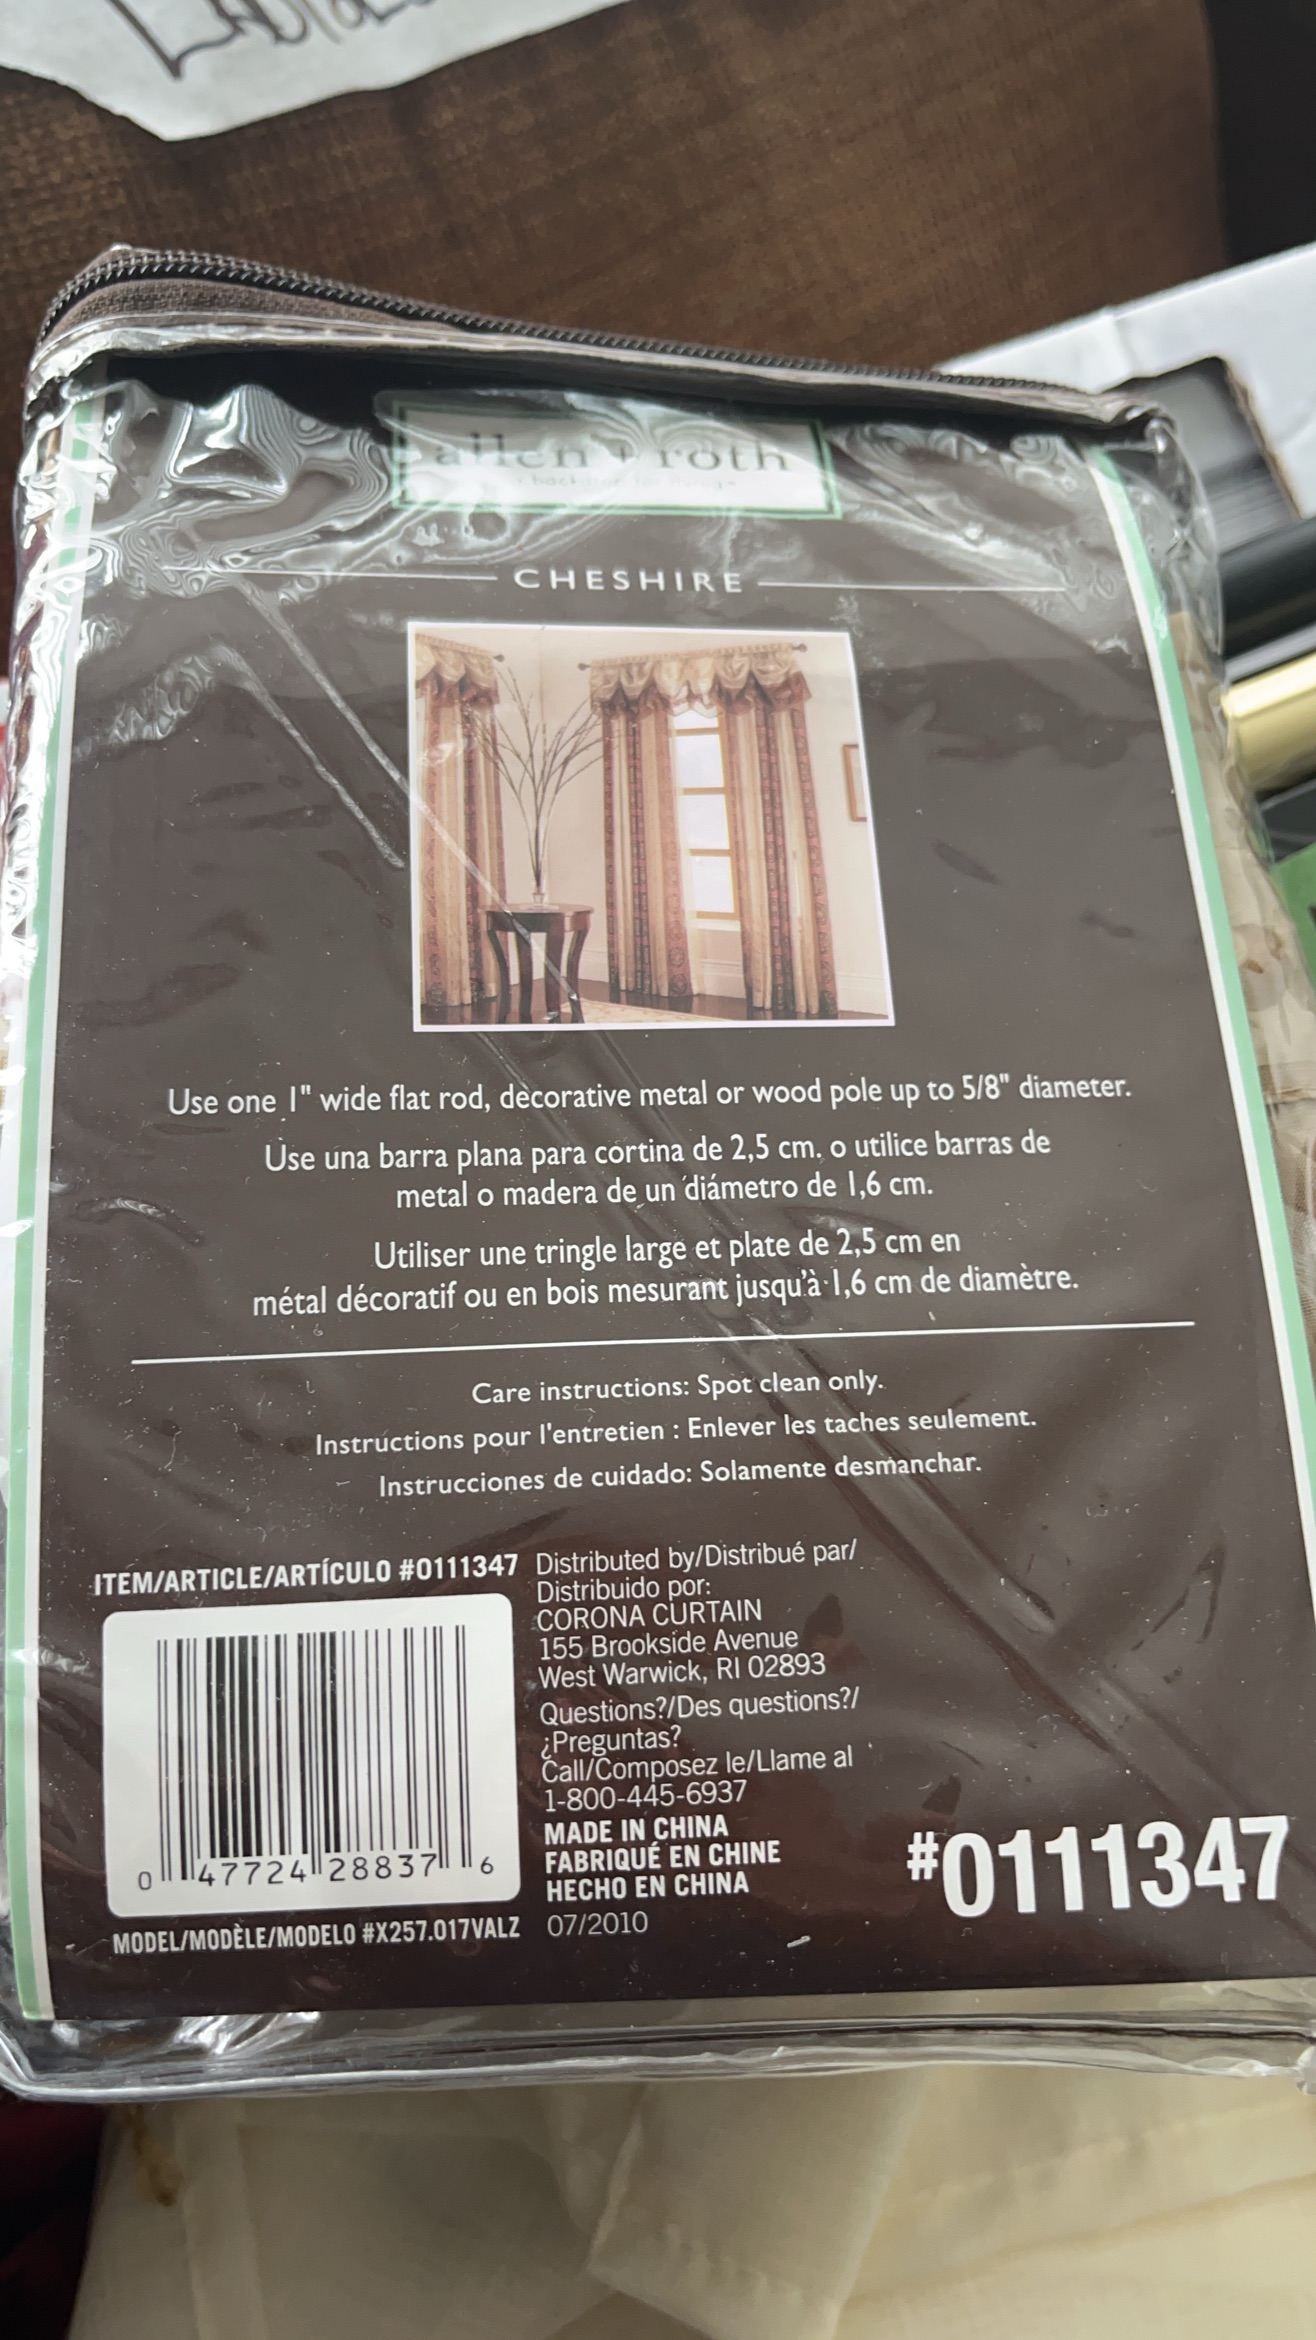 allen + roth
CHESHIRE
Use one 1" wide flat rod, decorative metal or wood pole up to 5/8" diameter.
Use una barra plana para cortina de 2,5 cm. o utilice barras de
metal o madera de un diámetro de 1,6 cm.
Utiliser une tringle large et plate de 2,5 cm en
métal décoratif ou en bois mesurant jusqu'à 1,6 cm de diamètre.
Care instructions: Spot clean only.
Instructions pour l'entretien : Enlever les taches seulement.
Instrucciones de cuidado: Solamente desmanchar.
ITEM/ARTICLE/ARTÍCULO #0111347
0 47724 28837 6
MODEL/MODÈLE/MODELO #X257.017VALZ
Distributed by/Distribué par/
Distribuido por:
CORONA CURTAIN
155 Brookside Avenue
West Warwick, RI 02893
Questions?/Des questions?/
¿Preguntas?
Call/Composez le/Llame al
1-800-445-6937
MADE IN CHINA
FABRIQUÉ EN CHINE
HECHO EN CHINA
07/2010
#0111347